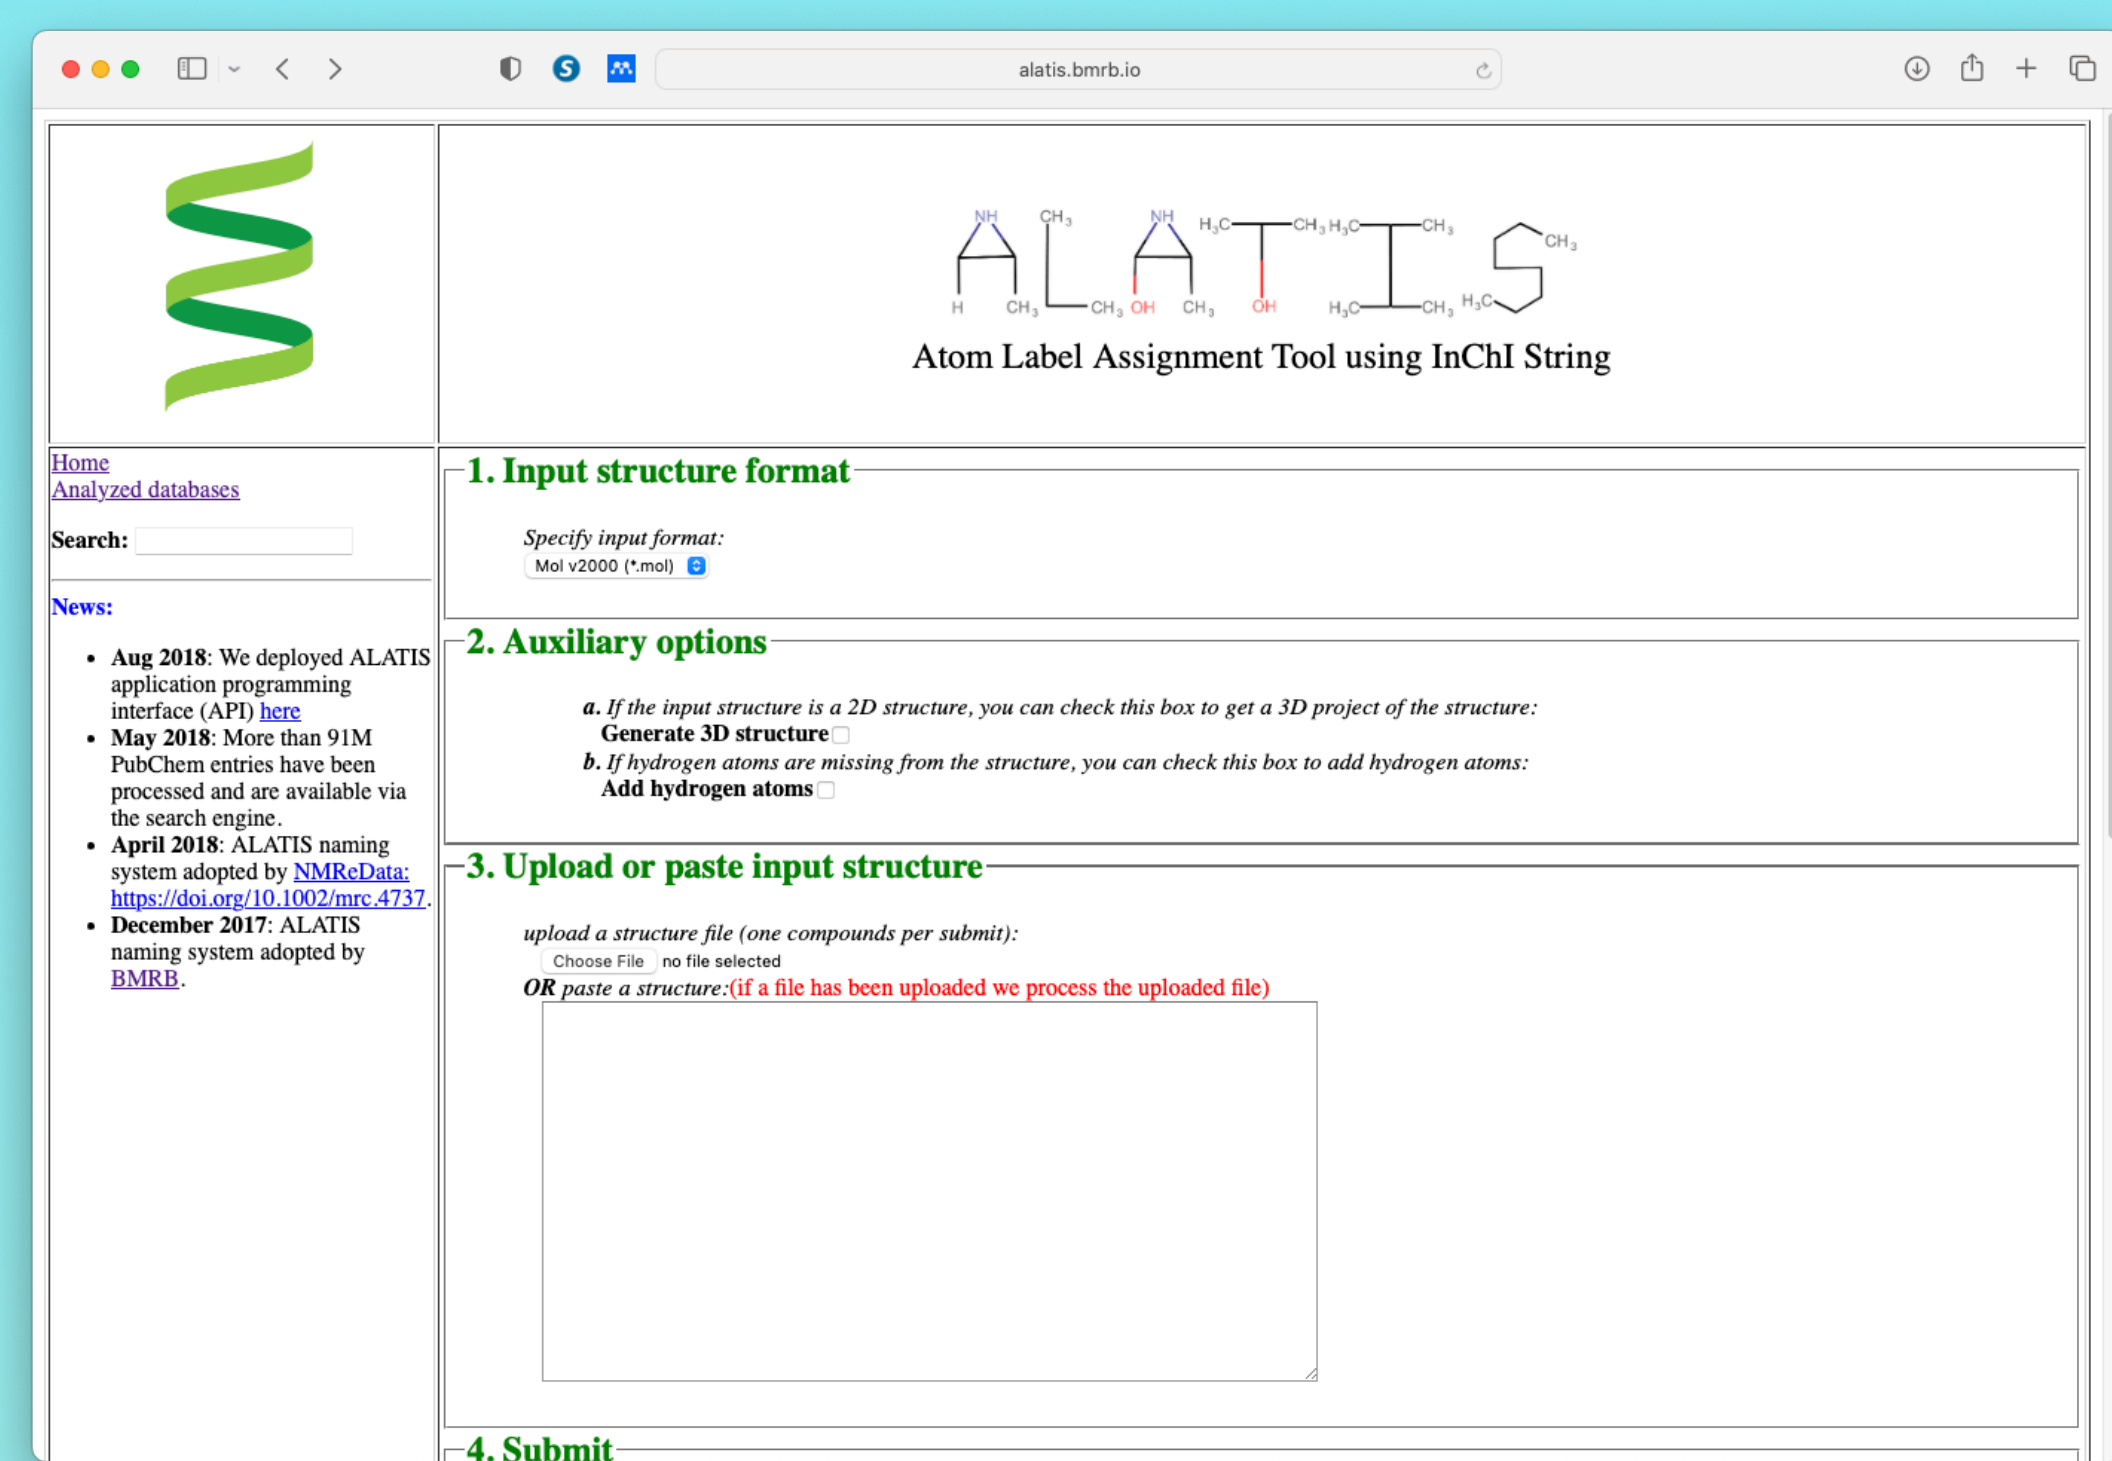 alatis.bmrb.io
NH CH3 NH H3C CH3 H3C CH3 CH3
H CH3 CH3 OH CH3 OH H3C CH3 H3C
Atom Label Assignment Tool using InChI String
Home
Analyzed databases
Search:
News:
Aug 2018: We deployed ALATIS
application programming
interface (API) here
May 2018: More than 91M
PubChem entries have been
processed and are available via
the search engine.
April 2018: ALATIS naming
system adopted by NMReData:
https://doi.org/10.1002/mrc.4737.
December 2017: ALATIS
naming system adopted by
BMRB.
1. Input structure format
Specify input format:
Mol v2000 (*.mol)
2. Auxiliary options
a. If the input structure is a 2D structure, you can check this box to get a 3D project of the structure:
Generate 3D structure
b. If hydrogen atoms are missing from the structure, you can check this box to add hydrogen atoms:
Add hydrogen atoms
3. Upload or paste input structure
upload a structure file (one compounds per submit):
Choose File no file selected
OR paste a structure:(if a file has been uploaded we process the uploaded file)
4. Submit